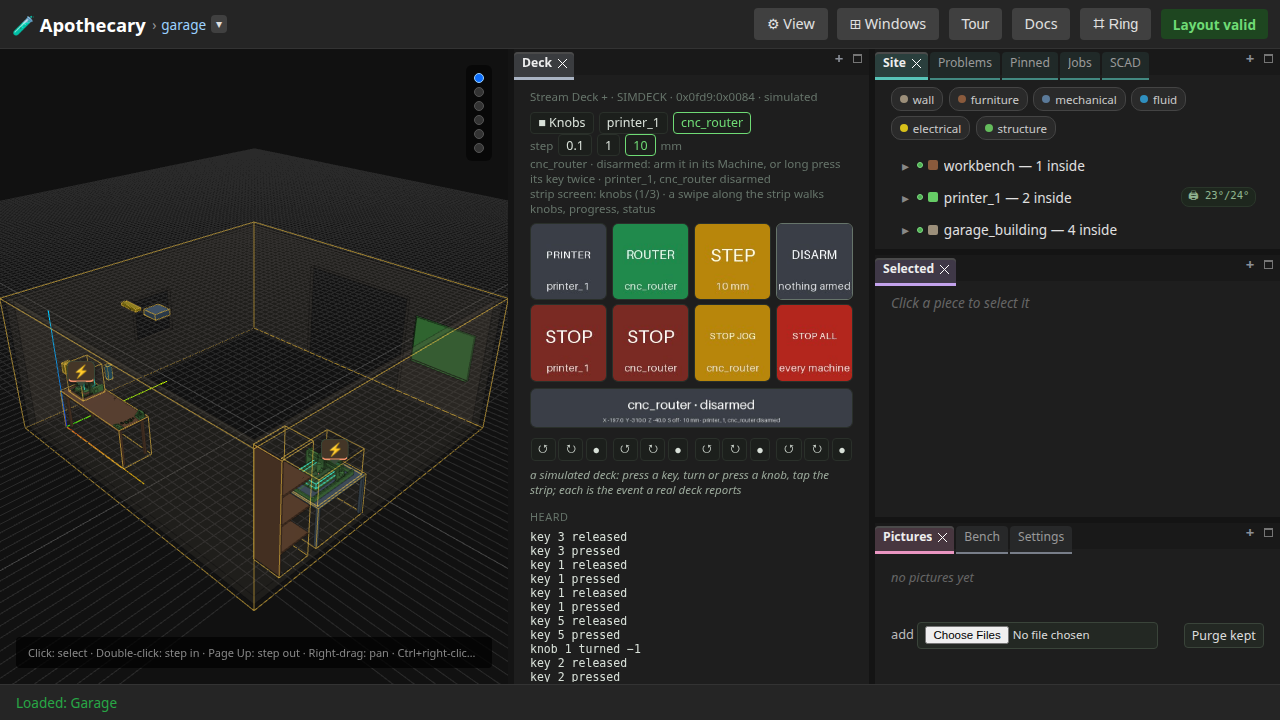 Apothecary › garage ▾
⚙ View
⊞ Windows
Tour
Docs
Ring
Layout valid
Click: select · Double-click: step in · Page Up: step out · Right-drag: pan · Ctrl+right-clic...
Deck
Stream Deck + · SIMDECK · 0x0fd9:0x0084 · simulated
■ Knobs printer_1 cnc_router
step 0.1 1 10 mm
cnc_router · disarmed: arm it in its Machine, or long press
its key twice · printer_1, cnc_router disarmed
strip screen: knobs (1/3) · a swipe along the strip walks
knobs, progress, status
PRINTER ROUTER STEP DISARM
printer_1 cnc_router 10 mm nothing armed
STOP STOP STOP JOG STOP ALL
printer_1 cnc_router cnc_router every machine
cnc_router · disarmed
a simulated deck: press a key, turn or press a knob, tap the
strip; each is the event a real deck reports
HEARD
key 3 released
key 3 pressed
key 1 released
key 1 pressed
key 1 released
key 1 pressed
key 5 released
key 5 pressed
knob 1 turned −1
key 2 released
key 2 pressed
Site Problems Pinned Jobs SCAD
wall furniture mechanical fluid
electrical structure
workbench — 1 inside
printer_1 — 2 inside 23°/24°
garage_building — 4 inside
Selected
Click a piece to select it
Pictures Bench Settings
no pictures yet
add Choose Files No file chosen Purge kept
Loaded: Garage